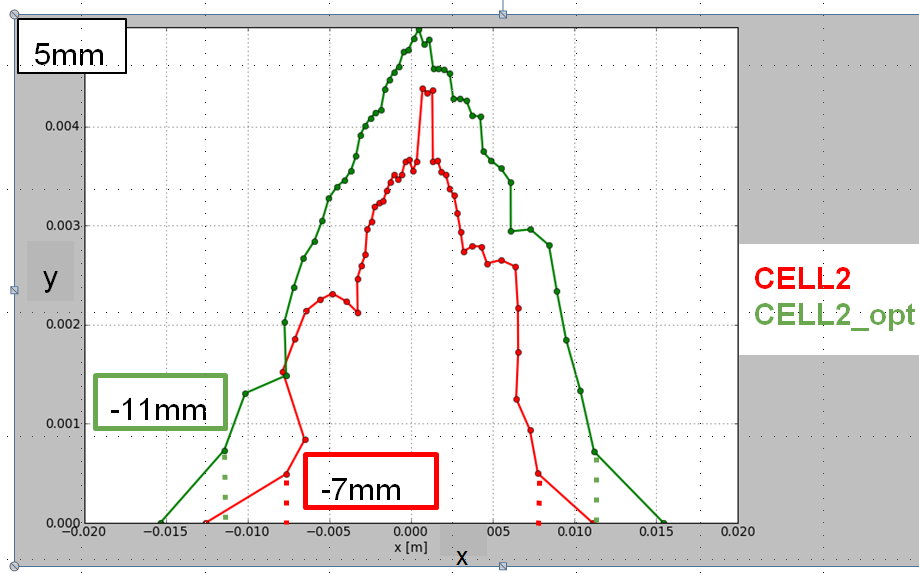 5mm
0.004
0.003
y
CELL2
CELL2_opt
0.002
-11mm
0.001
-7mm
0.000
−0.020
−0.015
−0.010
−0.005
0.000
0.005
0.010
0.015
0.020
x [m]
x